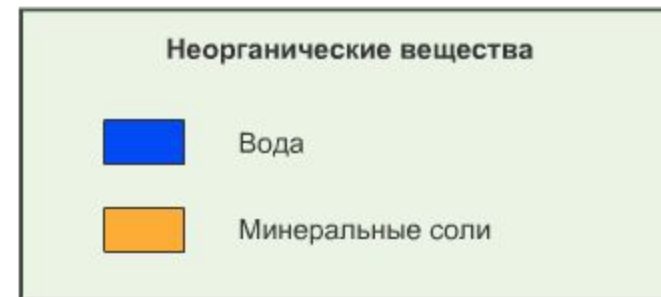 Неорганические вещества
Вода
Минеральные соли